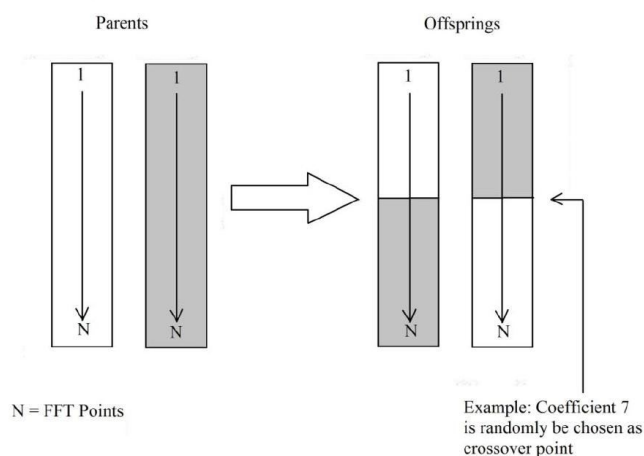 Parents
Offsprings
1
1
1
1
N
N
N
N
N = FFT Points
Example: Coefficient 7
is randomly be chosen as
crossover point